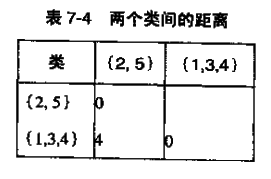 表 7-4 两个类间的距离
类 {2, 5} {1,3,4}
{2, 5} 0
{1,3,4} 4 0